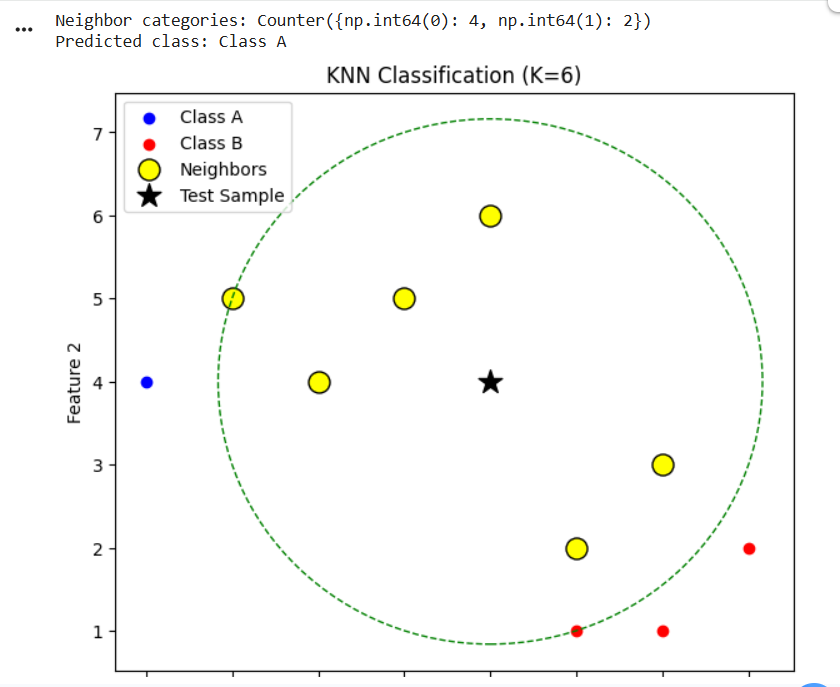 Neighbor categories: Counter({np.int64(0): 4, np.int64(1): 2})
Predicted class: Class A
KNN Classification (K=6)
Class A
Class B
Neighbors
Test Sample
7
6
5
4
3
2
1
Feature 2